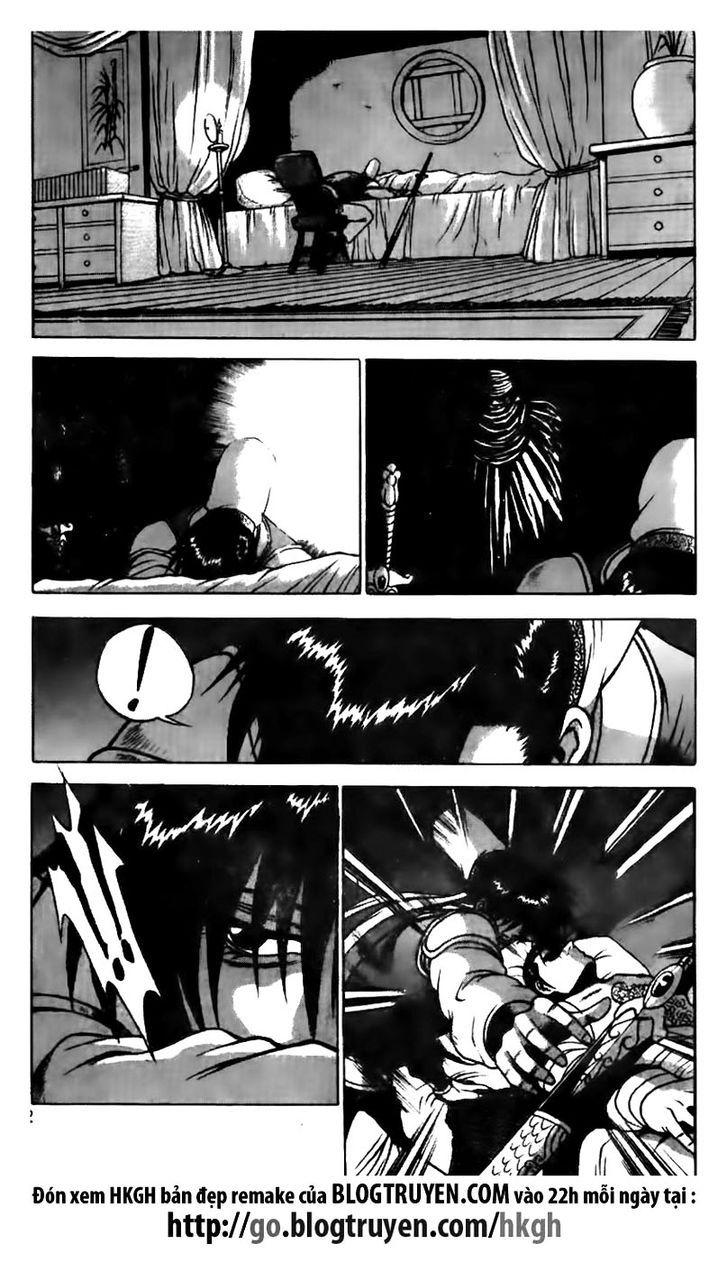 !
!!
Đón xem HKGH bản đẹp remake của BLOGTRUYEN.COM vào 22h mỗi ngày tại :
http://go.blogtruyen.com/hkgh